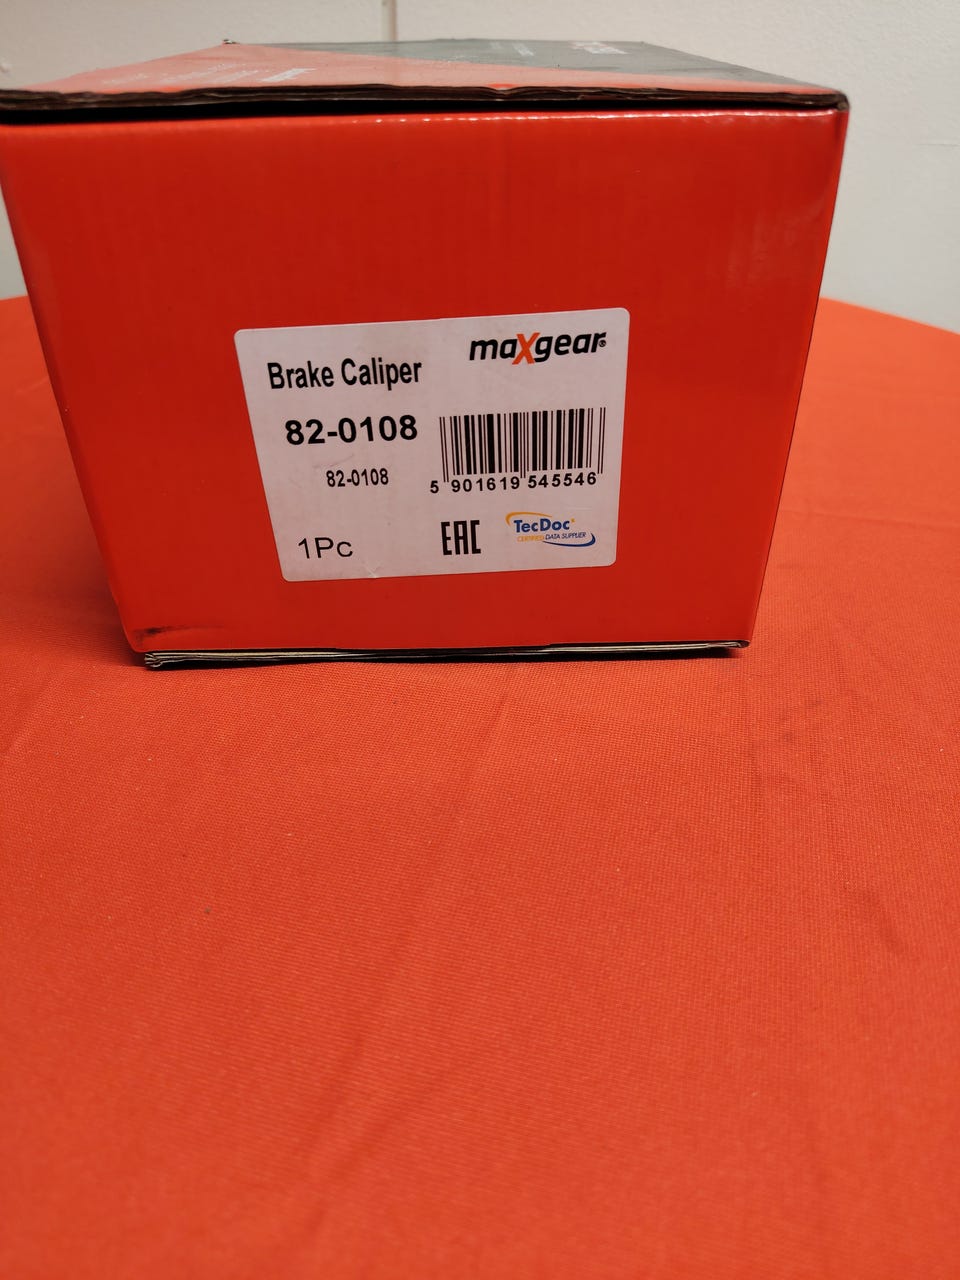 maxgear®
Brake Caliper
82-0108
82-0108
5 901619 545546
1Pc
EAC
TecDoc
CERTIFIED DATA SUPPLIER